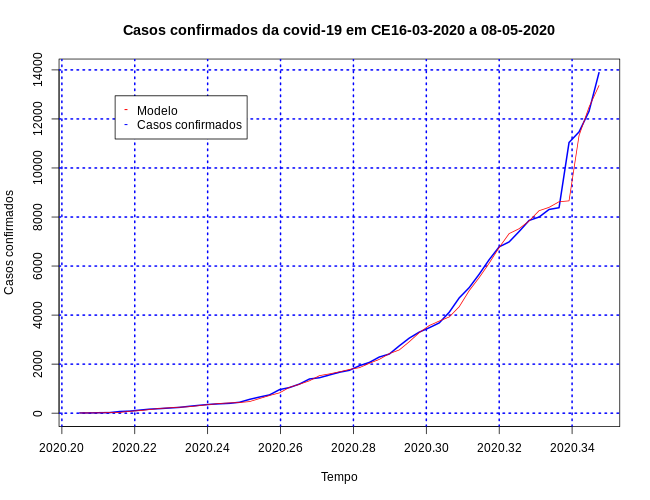 Casos confirmados da covid-19 em CE16-03-2020 a 08-05-2020
14000
12000
10000
8000
6000
4000
2000
0
Casos confirmados
- Modelo
- Casos confirmados
2020.20 2020.22 2020.24 2020.26 2020.28 2020.30 2020.32 2020.34
Tempo